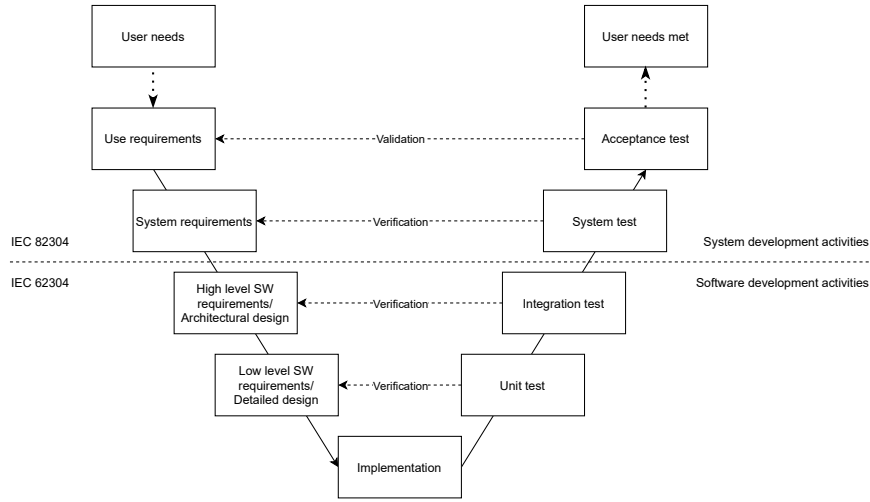 User needs
User needs met
Use requirements
Validation
Acceptance test
System requirements
Verification
System test
IEC 82304
System development activities
IEC 62304
Software development activities
High level SW
requirements/
Architectural design
Verification
Integration test
Low level SW
requirements/
Detailed design
Verification
Unit test
Implementation